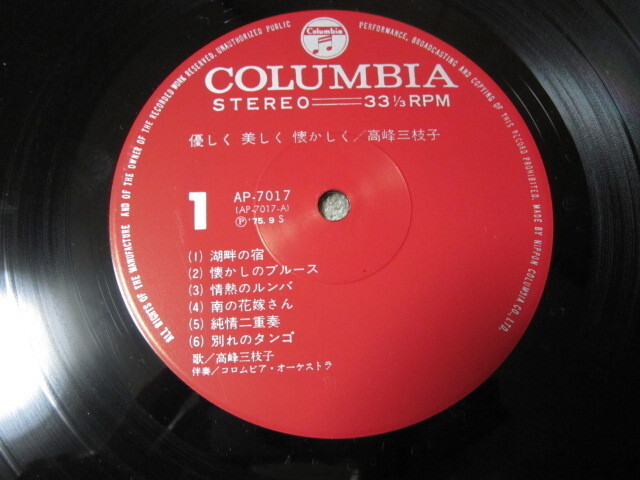 ALL RIGHTS OF THE MANUFACTURE AND OF THE OWNER OF THE RECORDED WORK RESERVED. UNAUTHORIZED PUBLIC PERFORMANCE, BROADCASTING AND COPYING OF THIS RECORD PROHIBITED. MADE BY NIPPON COLUMBIA CO., LTD.
Columbia
COLUMBIA
STEREO 33 1/3 RPM
優しく 美しく 懐かしく／高峰三枝子
1
AP-7017
(AP-7017-A)
Ⓟ '75.9 S
(1) 湖畔の宿
(2) 懐かしのブルース
(3) 情熱のルンバ
(4) 南の花嫁さん
(5) 純情二重奏
(6) 別れのタンゴ
歌／高峰三枝子
伴奏／コロムビア・オーケストラ